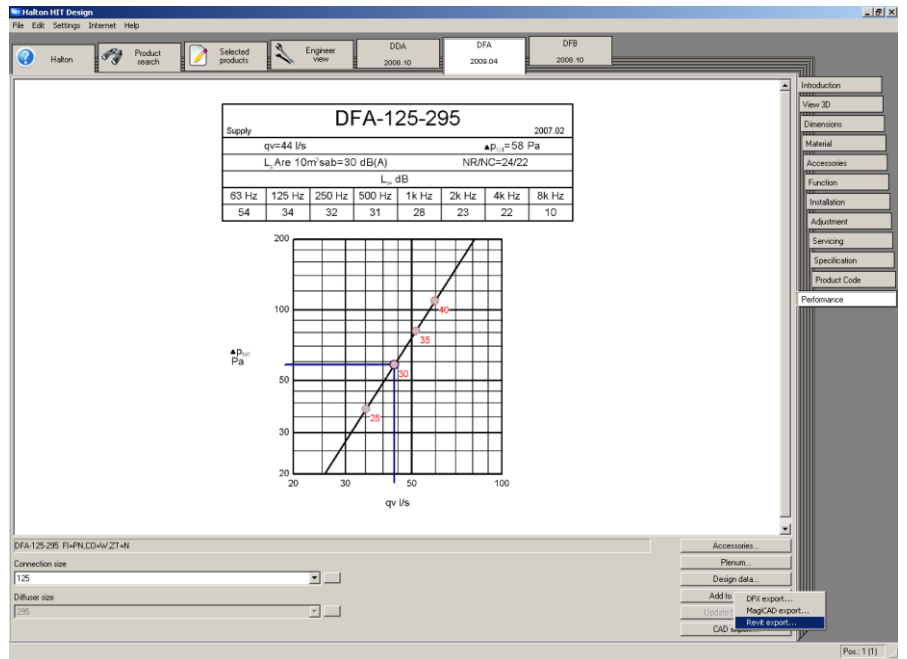 Halton HIT Design
File Edit Settings Internet Help
Halton
Product search
Selected products
Engineer view
DDA 2008.10
DFA 2009.04
DFB 2008.10
Introduction
View 3D
Dimensions
Material
Accessories
Function
Installation
Adjustment
Servicing
Specification
Product Code
Performance
DFA-125-295
Supply 2007.02
qv=44 l/s ▲ptot=58 Pa
LpAre 10m²sab=30 dB(A) NR/NC=24/22
Lw dB
63 Hz 125 Hz 250 Hz 500 Hz 1k Hz 2k Hz 4k Hz 8k Hz
54 34 32 31 28 23 22 10
200
100
50
30
20
▲ptot
Pa
40
35
30
25
20 30 50 100
qv l/s
DFA-125-295 FI=PN,CO=W,ZT=N
Connection size
125
Diffuser size
295
Accessories...
Plenum...
Design data...
Add to
Update
CAD
DFX export...
MagiCAD export...
Revit export...
Pos.: 1 (1)